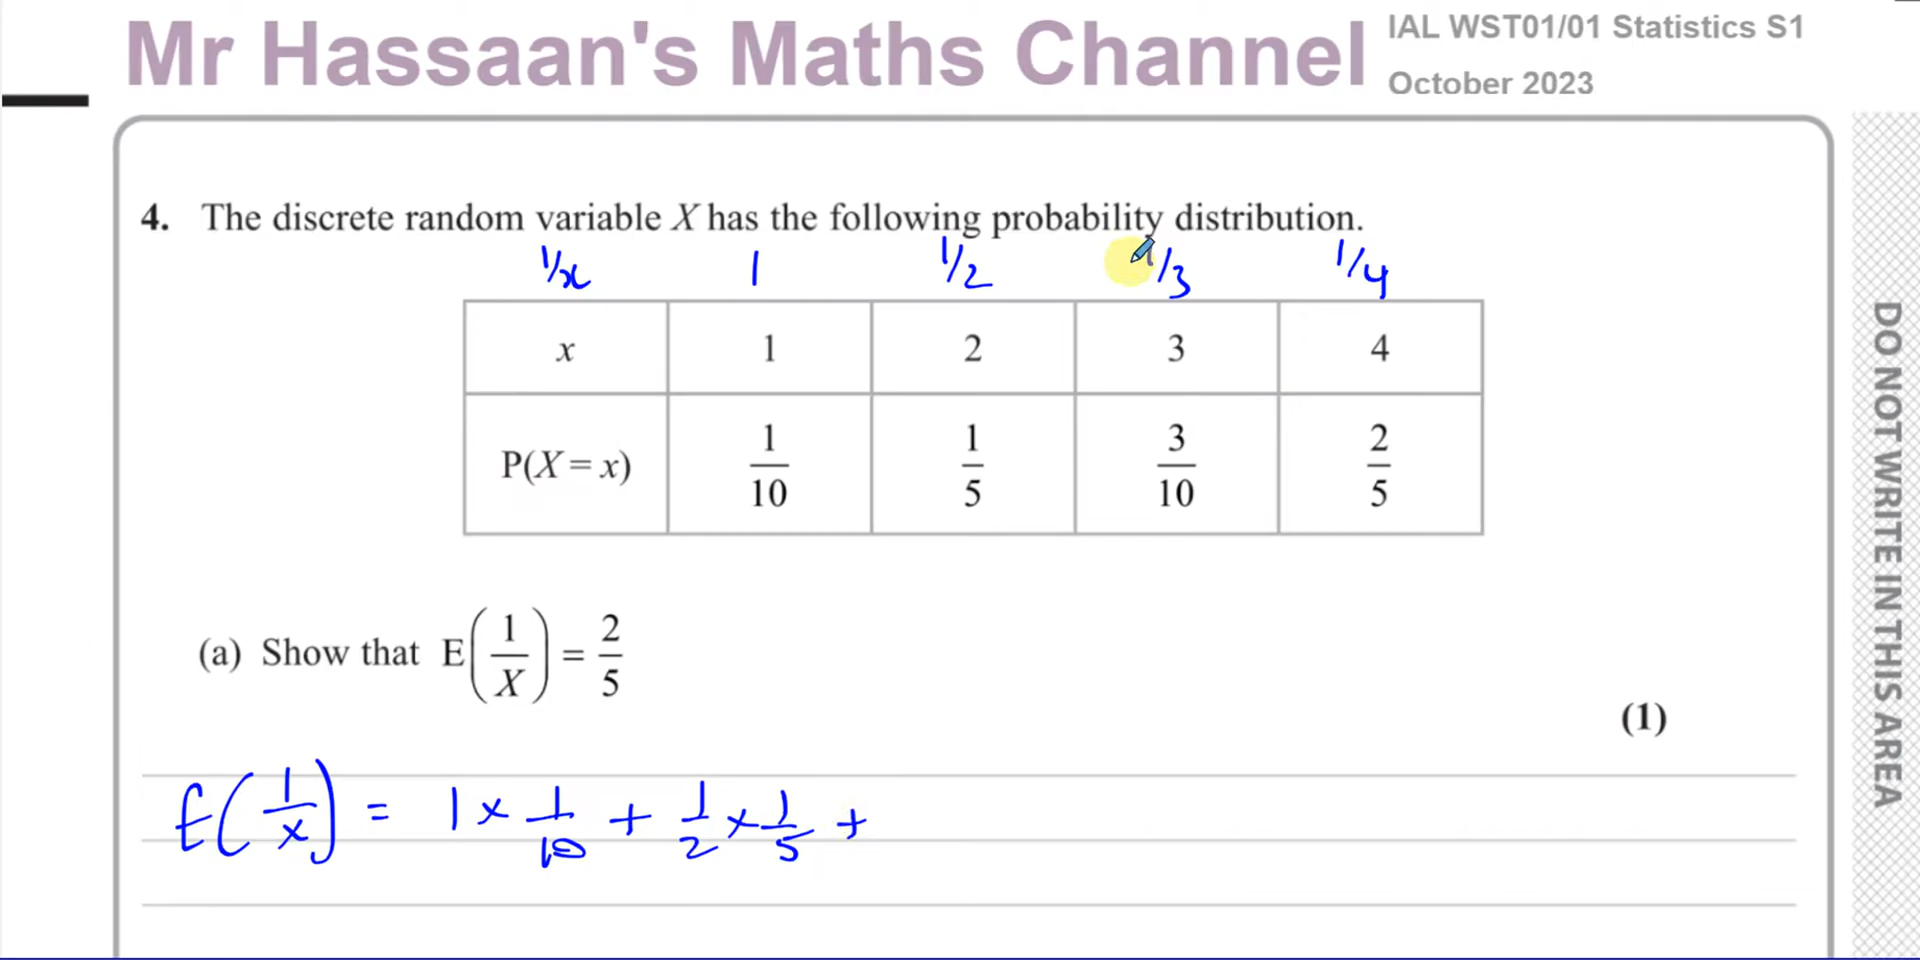 Mr Hassaan's Maths Channel
IAL WST01/01 Statistics S1
October 2023
4. The discrete random variable X has the following probability distribution.
1/x 1 1/2 1/3 1/4
x 1 2 3 4
P(X = x) 1/10 1/5 3/10 2/5
(a) Show that E(1/X) = 2/5
(1)
E(1/x) = 1 × 1/10 + 1/2 × 1/5 +
DO NOT WRITE IN THIS AREA